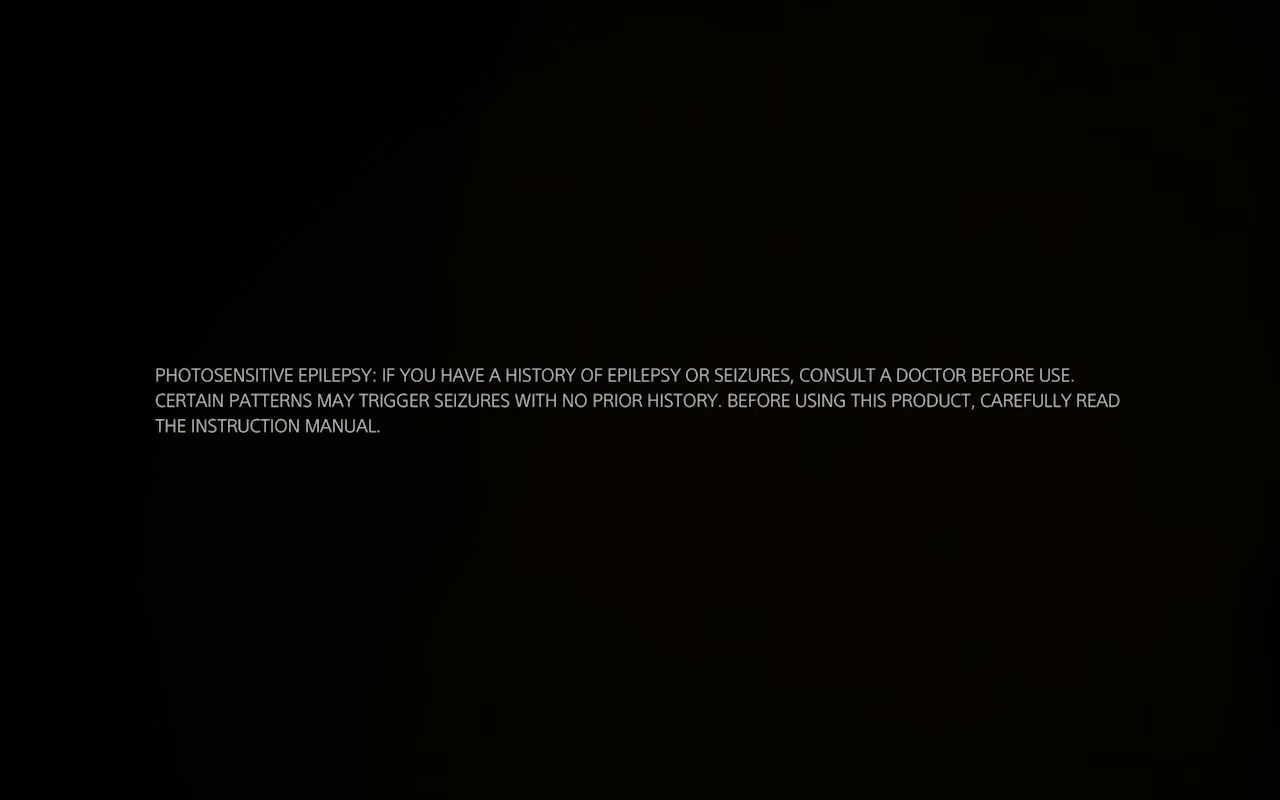 PHOTOSENSITIVE EPILEPSY: IF YOU HAVE A HISTORY OF EPILEPSY OR SEIZURES, CONSULT A DOCTOR BEFORE USE.
CERTAIN PATTERNS MAY TRIGGER SEIZURES WITH NO PRIOR HISTORY. BEFORE USING THIS PRODUCT, CAREFULLY READ
THE INSTRUCTION MANUAL.